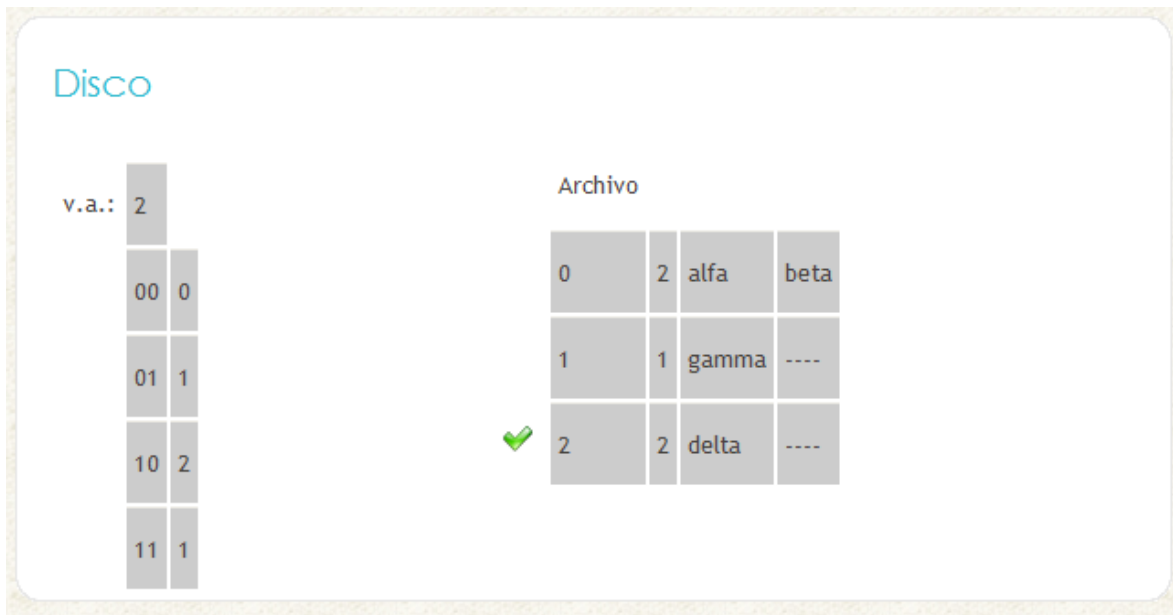 Disco
v.a.: 2
00 0
01 1
10 2
11 1
Archivo
0 2 alfa beta
1 1 gamma ----
2 2 delta ----